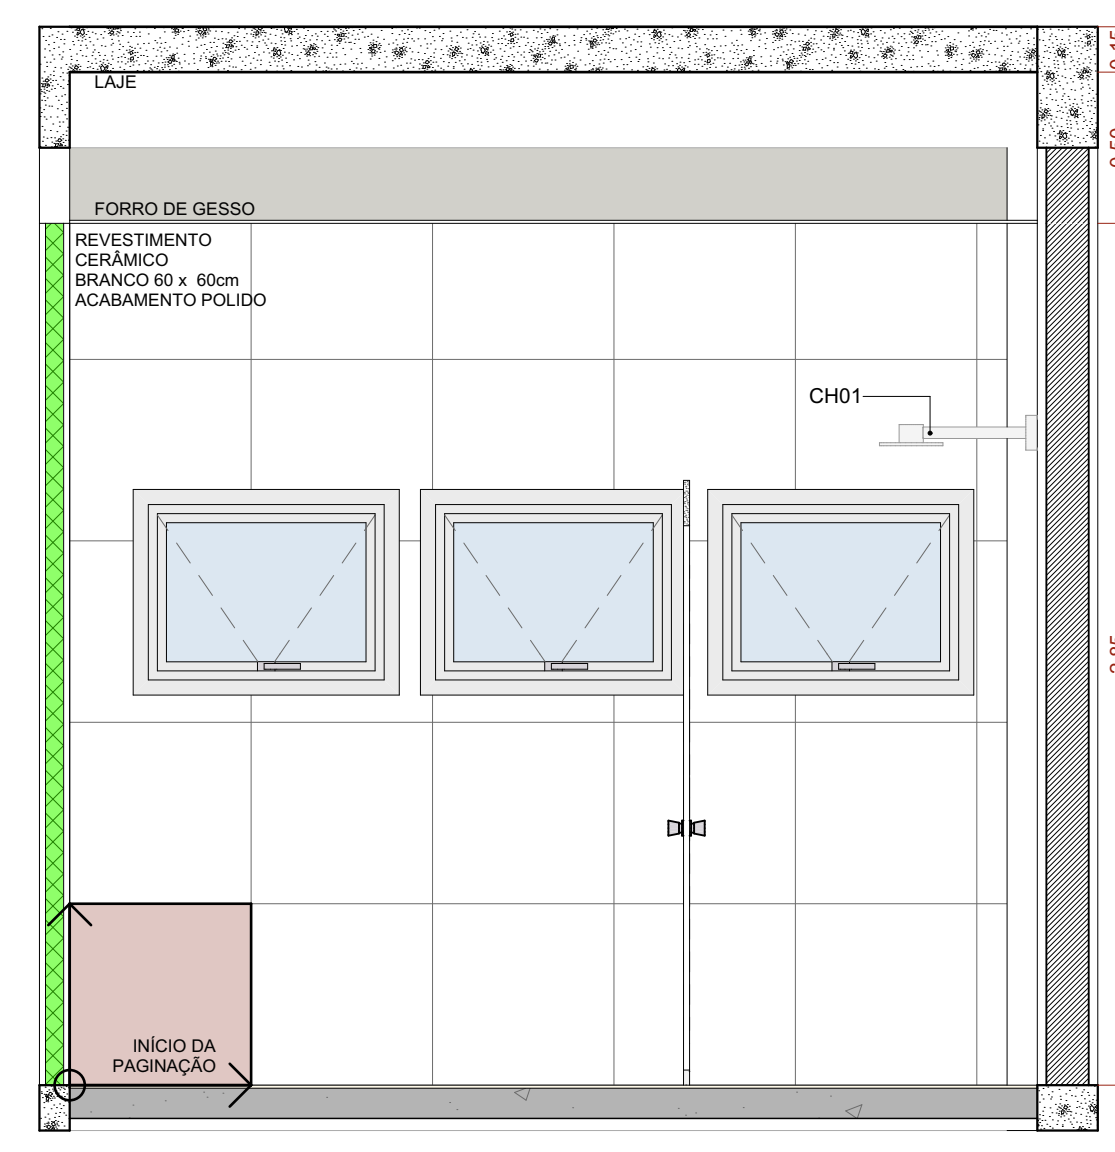 LAJE
FORRO DE GESSO
REVESTIMENTO
CERÂMICO
BRANCO 60 x 60cm
ACABAMENTO POLIDO
CH01
INÍCIO DA
PAGINAÇÃO